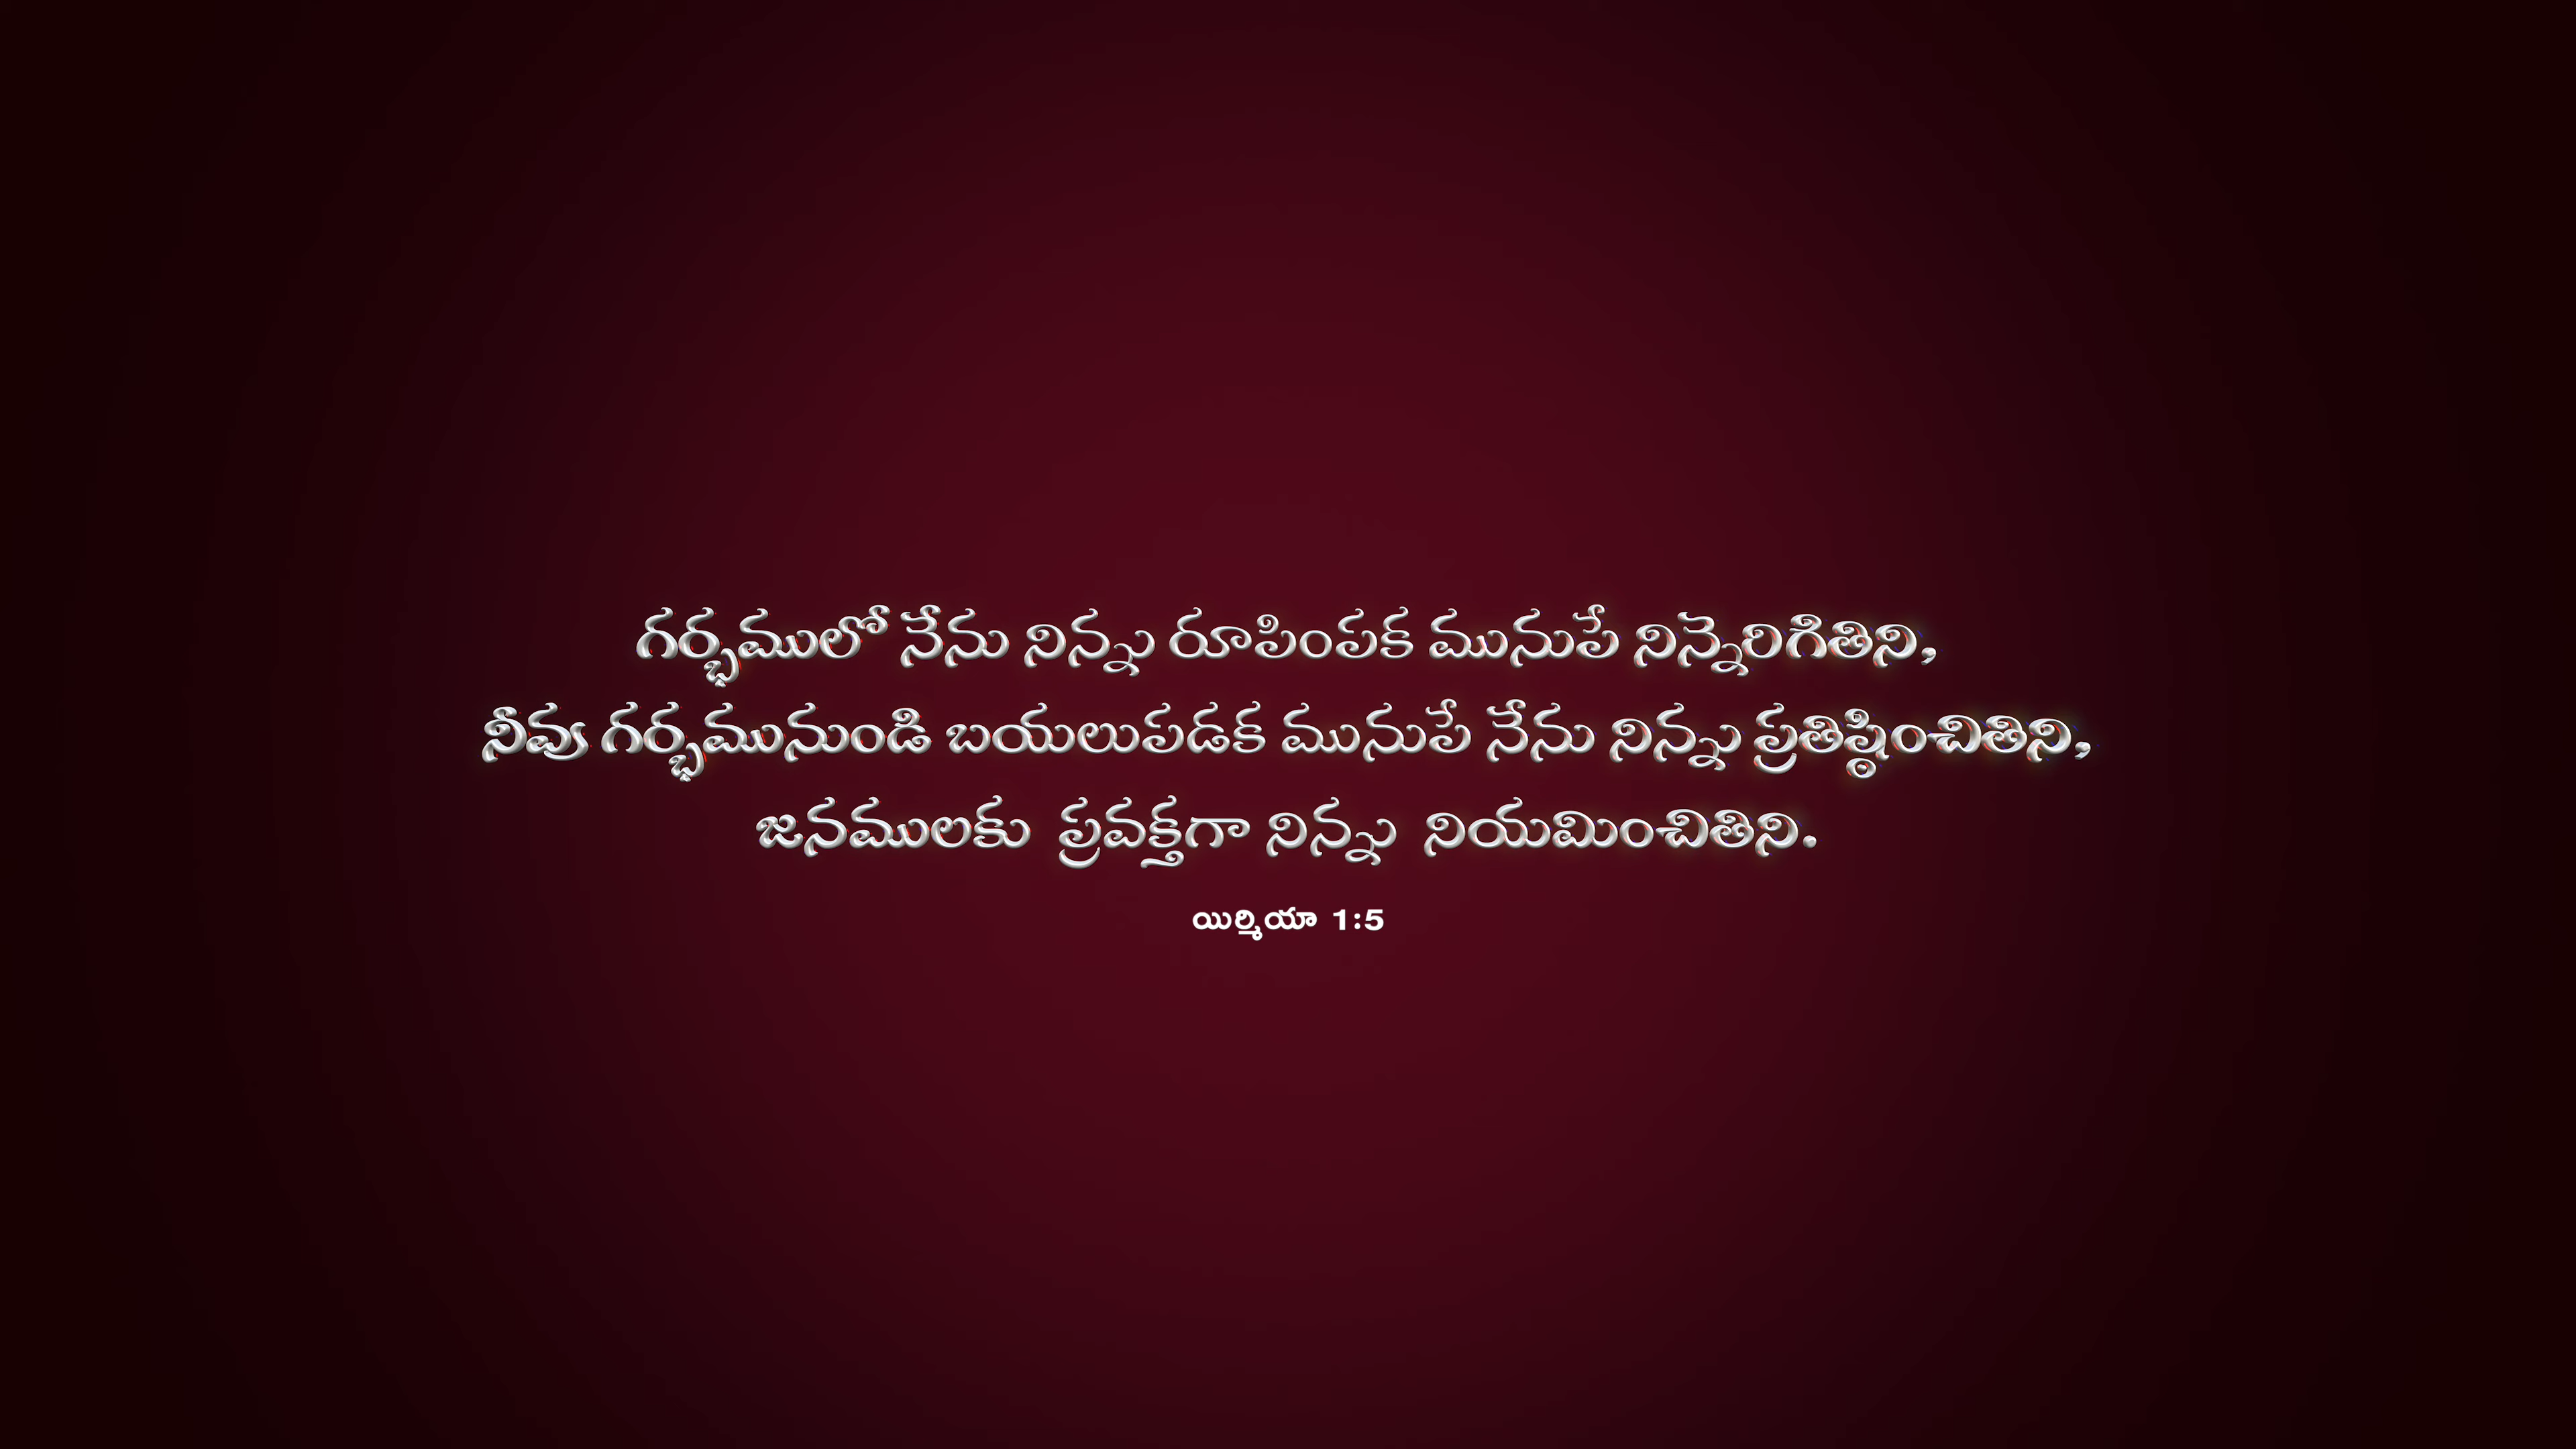 గర్భములో నేను నిన్ను రూపింపక మునుపే నిన్నెరిగితిని,
నీవు గర్భమునుండి బయలుపడక మునుపే నేను నిన్ను ప్రతిష్ఠించితిని,
జనములకు ప్రవక్తగా నిన్ను నియమించితిని.
యిర్మియా 1:5